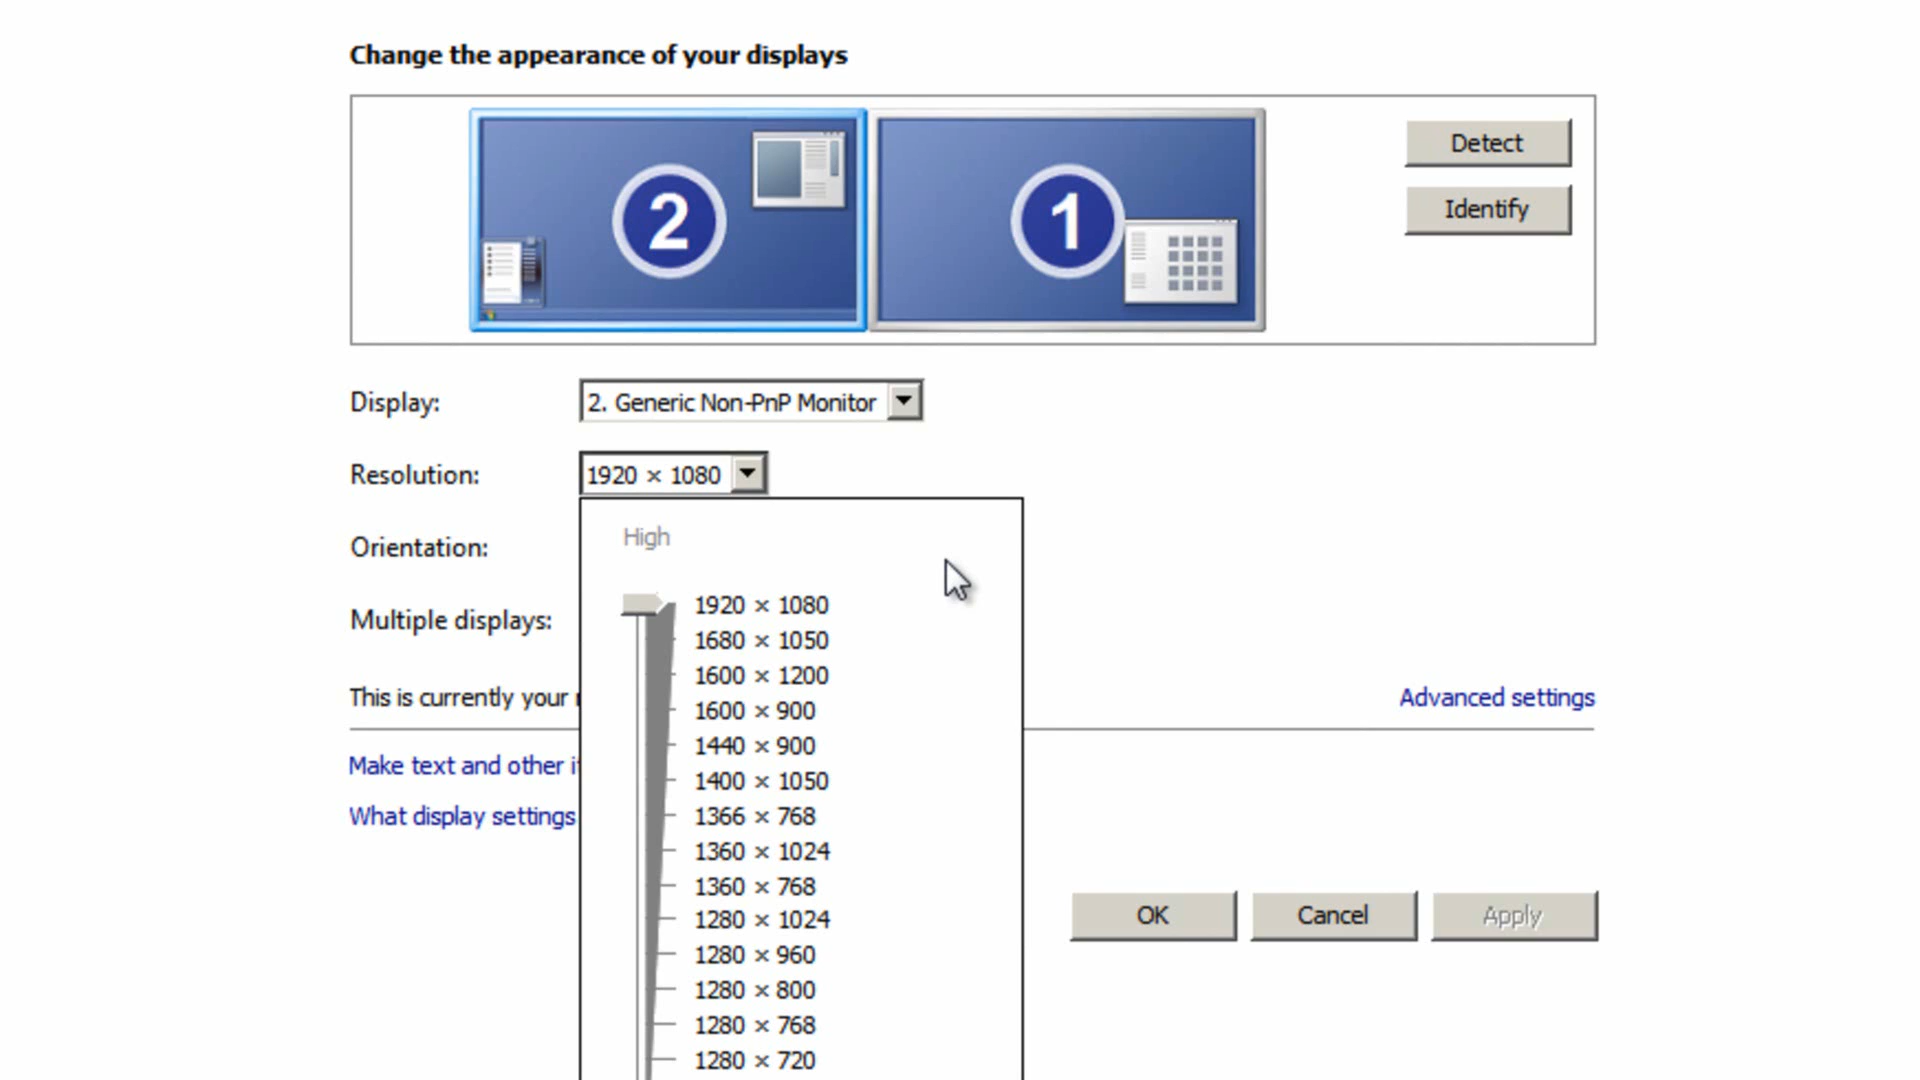 Change the appearance of your displays
2
1
Detect
Identify
Display:
2. Generic Non-PnP Monitor
Resolution:
1920 × 1080
High
Orientation:
1920 × 1080
1680 × 1050
Multiple displays:
1600 × 1200
This is currently your
1600 × 900
Advanced settings
1440 × 900
Make text and other
1400 × 1050
What display settings
1366 × 768
1360 × 1024
1360 × 768
1280 × 1024
1280 × 960
1280 × 800
1280 × 768
1280 × 720
OK
Cancel
Apply